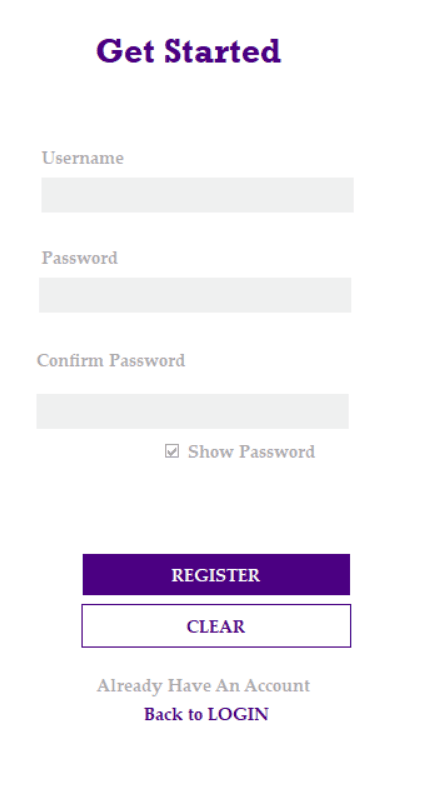 Get Started
Username
Password
Confirm Password
Show Password
REGISTER
CLEAR
Already Have An Account
Back to LOGIN